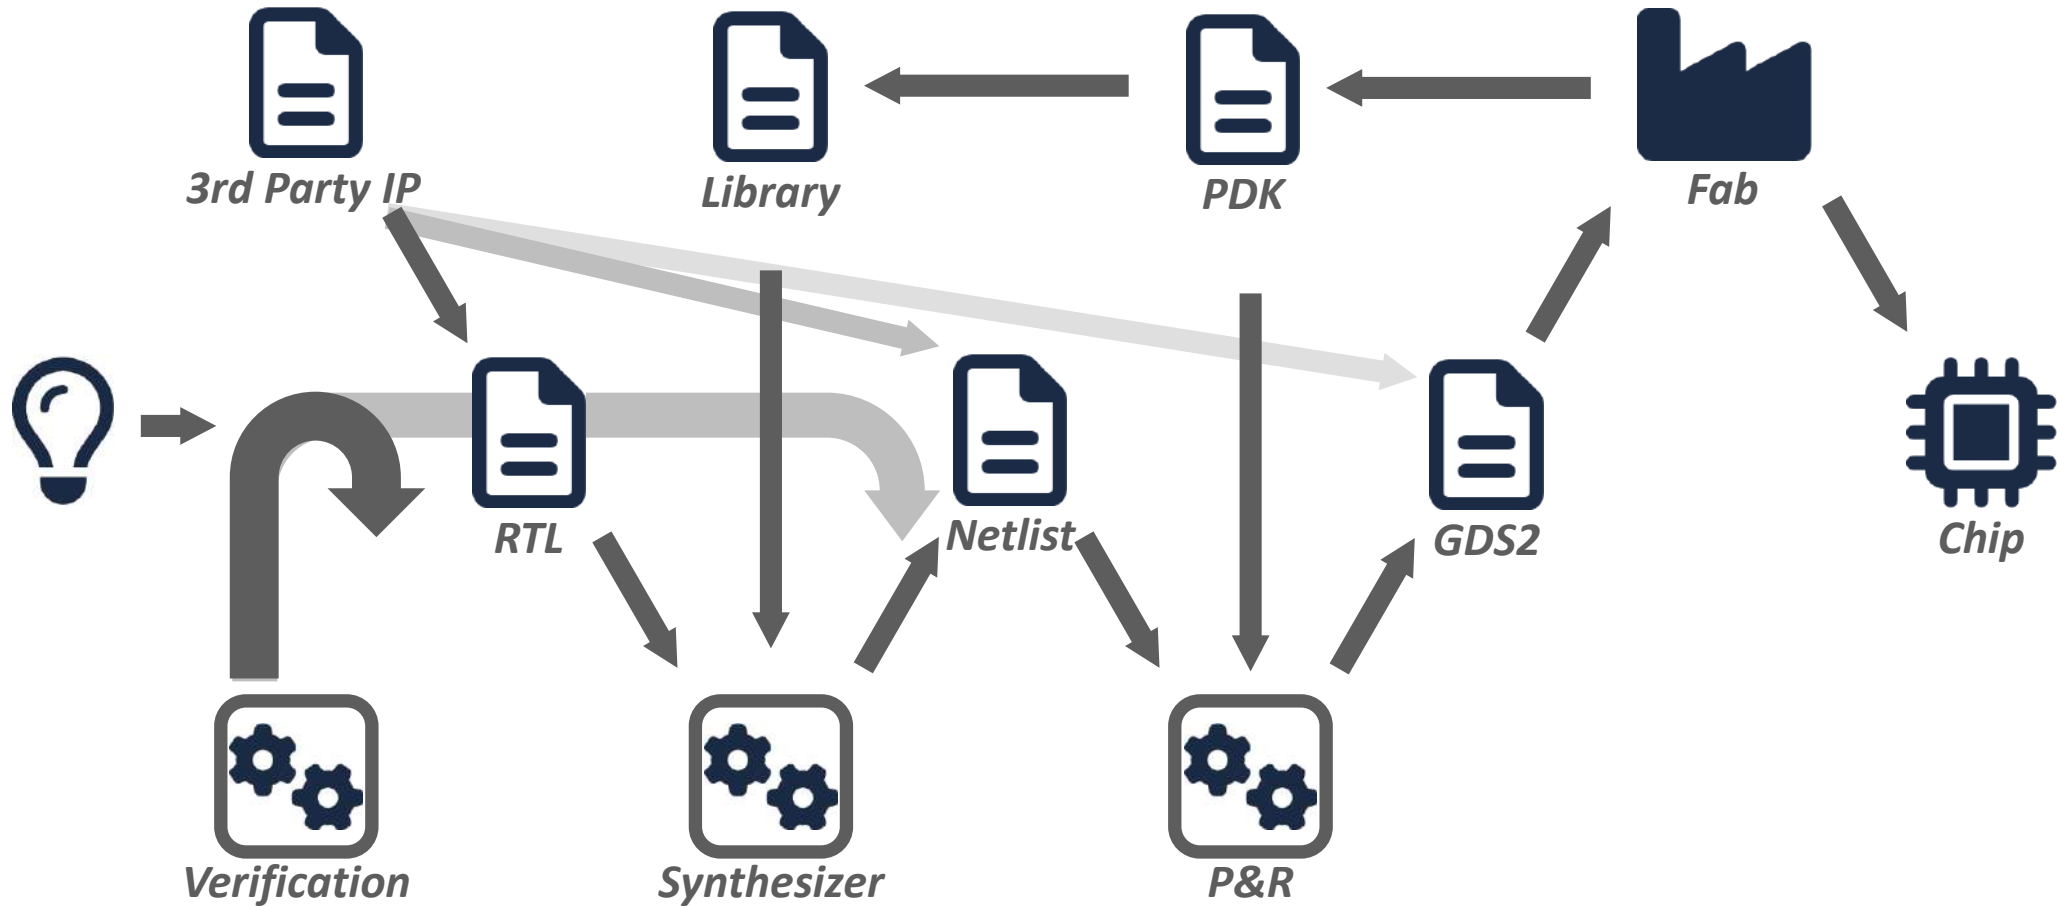 3rd Party IP
Library
PDK
Fab
RTL
Netlist
GDS2
Chip
Verification
Synthesizer
P&R